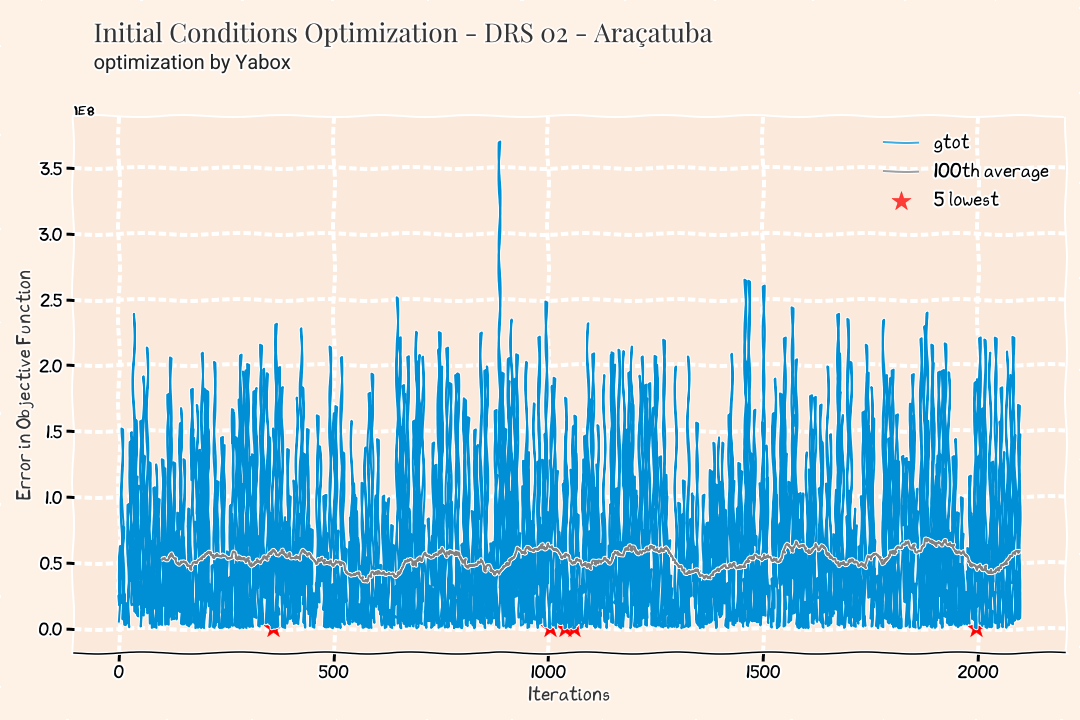 Initial Conditions Optimization - DRS 02 - Araçatuba
optimization by Yabox
1E8
gtot
100th average
5 lowest
3.5
3.0
2.5
2.0
1.5
1.0
0.5
0.0
Error in Objective Function
0 500 1000 1500 2000
Iterations